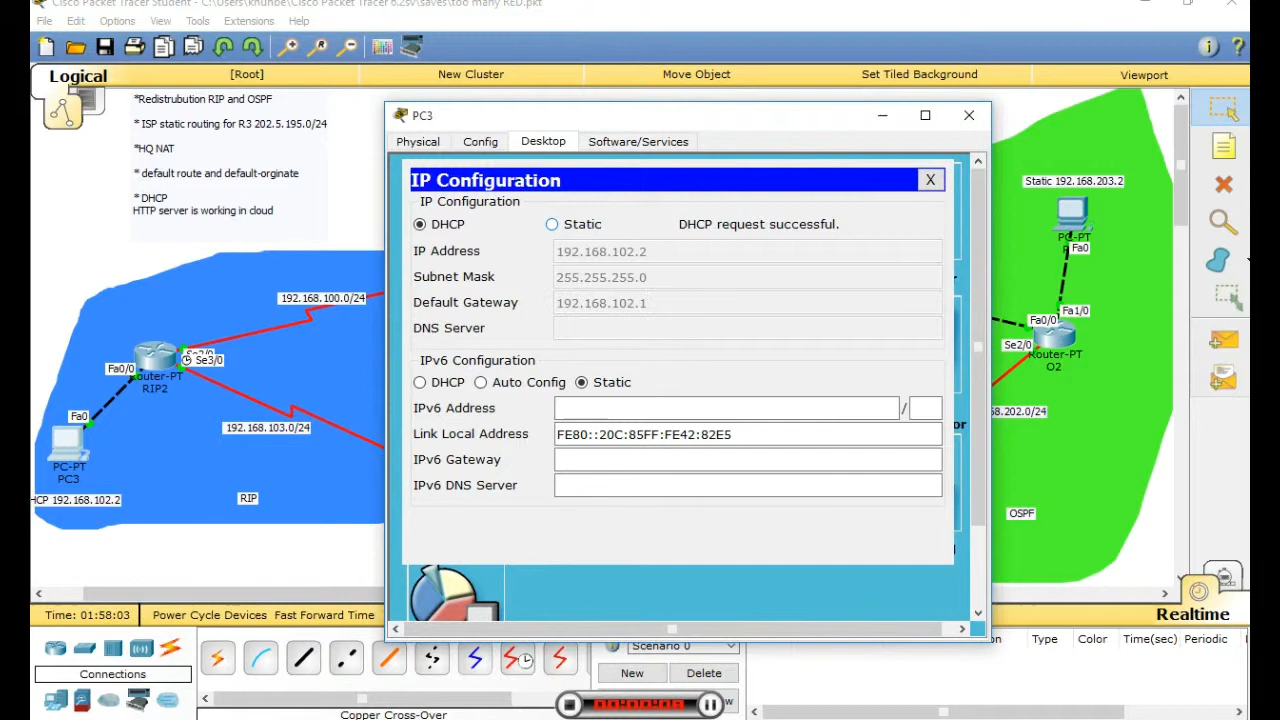 Cisco Packet Tracer Student - C:\Users\khunbe\Cisco Packet Tracer 6.2sv\saves\too many RED.pkt
File Edit Options View Tools Extensions Help
Logical [Root] New Cluster Move Object Set Tiled Background Viewport
*Redistrubution RIP and OSPF
* ISP static routing for R3 202.5.195.0/24
*HQ NAT
* default route and default-orginate
* DHCP
HTTP server is working in cloud
192.168.100.0/24
Se3/0
Fa0/0
Router-PT
RIP2
Fa0
192.168.103.0/24
PC-PT
PC3
HCP 192.168.102.2
RIP
PC3
Physical Config Desktop Software/Services
IP Configuration
X
IP Configuration
DHCP Static DHCP request successful.
IP Address 192.168.102.2
Subnet Mask 255.255.255.0
Default Gateway 192.168.102.1
DNS Server
IPv6 Configuration
DHCP Auto Config Static
IPv6 Address /
Link Local Address FE80::20C:85FF:FE42:82E5
IPv6 Gateway
IPv6 DNS Server
or
Static 192.168.203.2
PC-PT
Fa0
Fa1/0
Fa0/0
Se2/0
Router-PT
O2
68.202.0/24
OSPF
Time: 01:58:03 Power Cycle Devices Fast Forward Time
Realtime
Connections
Copper Cross-Over
Scenario 0
New Delete
on Type Color Time(sec) Periodic